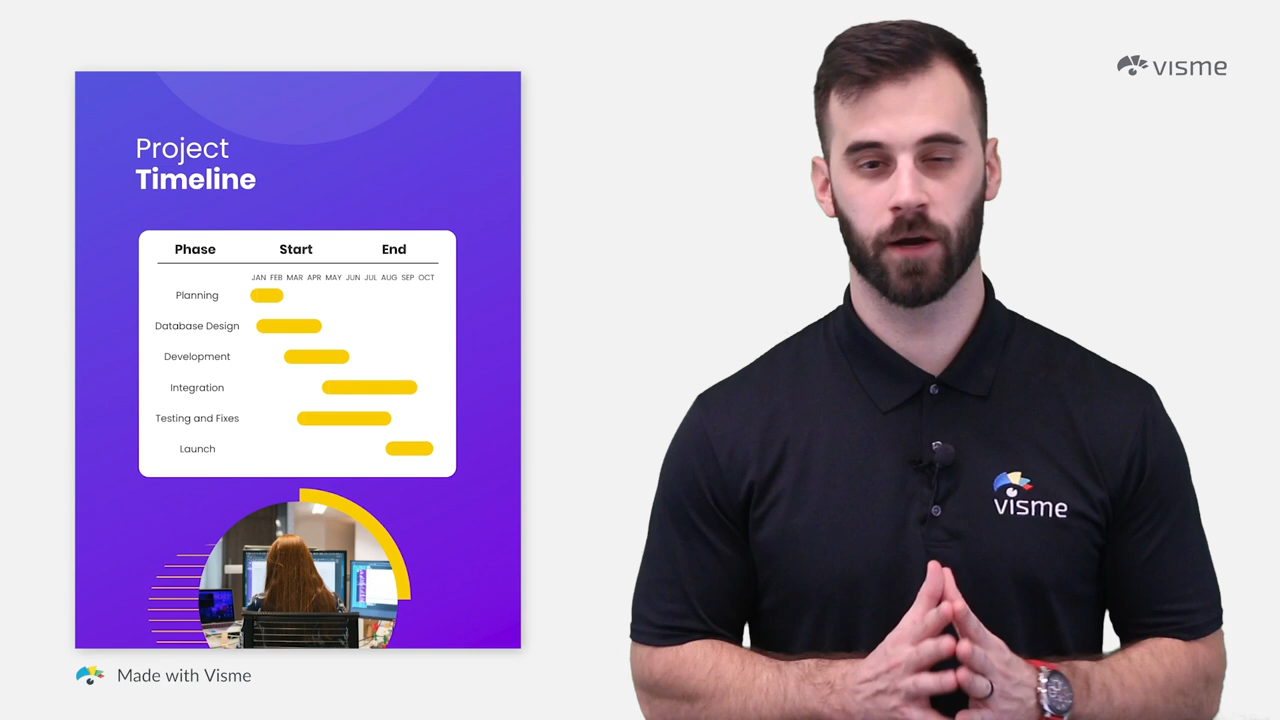 Project
Timeline
Phase Start End
JAN FEB MAR APR MAY JUN JUL AUG SEP OCT
Planning
Database Design
Development
Integration
Testing and Fixes
Launch
Made with Visme
visme
visme